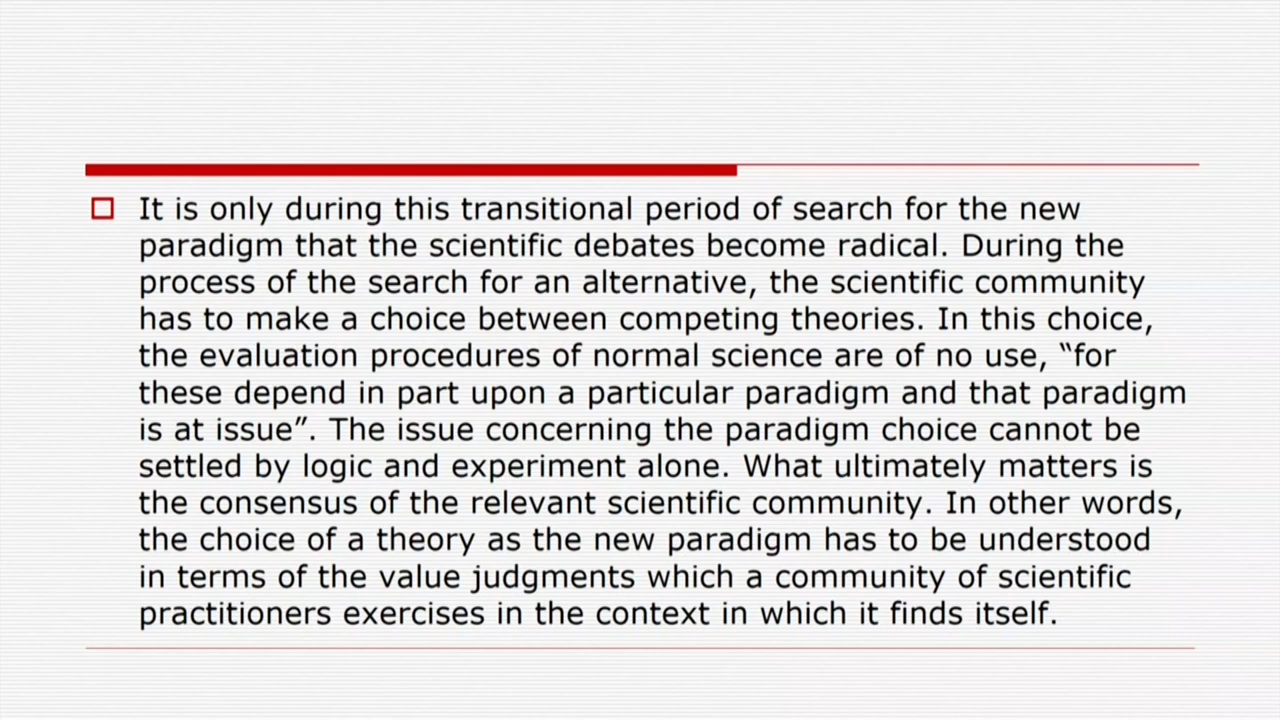 It is only during this transitional period of search for the new
paradigm that the scientific debates become radical. During the
process of the search for an alternative, the scientific community
has to make a choice between competing theories. In this choice,
the evaluation procedures of normal science are of no use, “for
these depend in part upon a particular paradigm and that paradigm
is at issue”. The issue concerning the paradigm choice cannot be
settled by logic and experiment alone. What ultimately matters is
the consensus of the relevant scientific community. In other words,
the choice of a theory as the new paradigm has to be understood
in terms of the value judgments which a community of scientific
practitioners exercises in the context in which it finds itself.